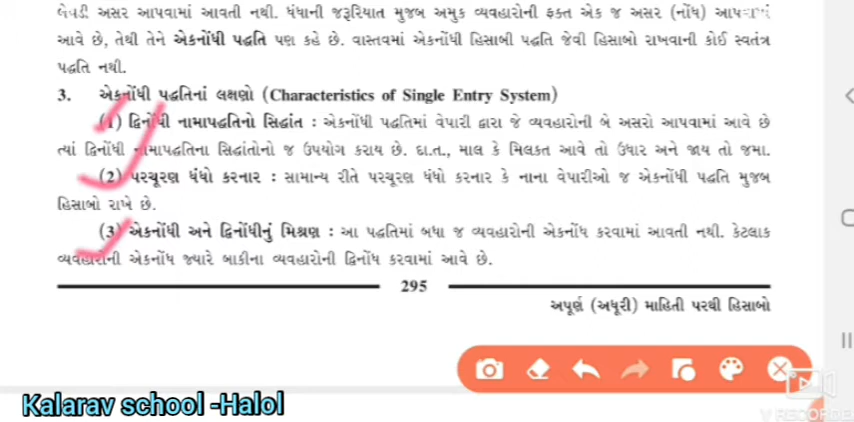 લેવડી અસર આપવામાં આવતી નથી. ધંધાની જરૂરિયાત મુજબ અમુક વ્યવહારોની ફક્ત એક જ અસર (નોંધ) આપવામાં
આવે છે, તેથી તેને એકનોંધી પદ્ધતિ પણ કહે છે. વાસ્તવમાં એકનોંધી હિસાબી પદ્ધતિ જેવી હિસાબો રાખવાની કોઈ સ્વતંત્ર
પદ્ધતિ નથી.
3. એકનોંધી પદ્ધતિનાં લક્ષણો (Characteristics of Single Entry System)
(1) દ્વિનોંધી નામાપદ્ધતિનો સિદ્ધાંત : એકનોંધી પદ્ધતિમાં વેપારી દ્વારા જે વ્યવહારોની બે અસરો આપવામાં આવે છે
ત્યાં દ્વિનોંધી નામાપદ્ધતિના સિદ્ધાંતોનો જ ઉપયોગ કરાય છે. દા.ત., માલ કે મિલકત આવે તો ઉધાર અને જાય તો જમા.
(2) પરચૂરણ ધંધો કરનાર : સામાન્ય રીતે પરચૂરણ ધંધો કરનાર કે નાના વેપારીઓ જ એકનોંધી પદ્ધતિ મુજબ
હિસાબો રાખે છે.
(3) એકનોંધી અને દ્વિનોંધીનું મિશ્રણ : આ પદ્ધતિમાં બધા જ વ્યવહારોની એકનોંધ કરવામાં આવતી નથી. કેટલાક
વ્યવહારોની એકનોંધ જ્યારે બાકીના વ્યવહારોની દ્વિનોંધ કરવામાં આવે છે.
295
અપૂર્ણ (અધૂરી) માહિતી પરથી હિસાબો
Kalarav school -Halol
V RECORDER